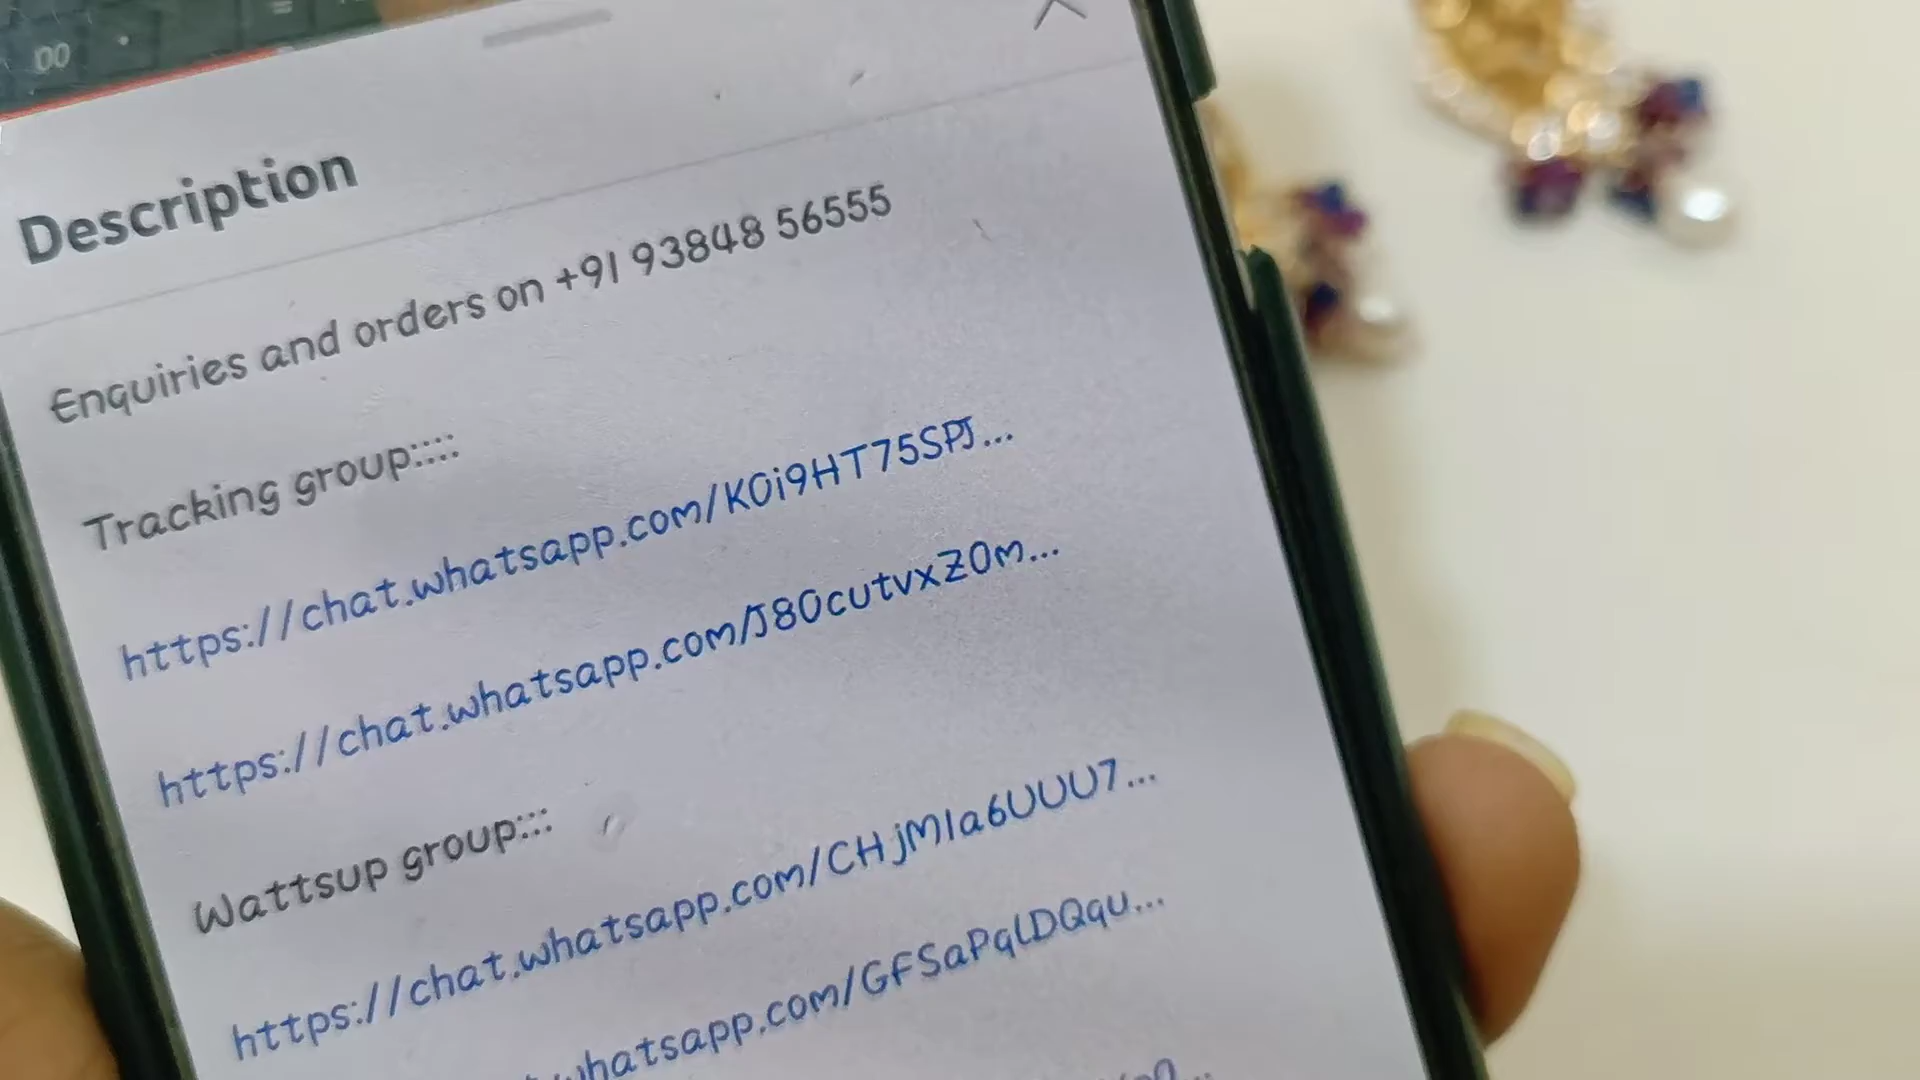 00
=
Description
Enquiries and orders on +91 93848 56555
Tracking group::::
https://chat.whatsapp.com/K0i9HT75SPJ...
https://chat.whatsapp.com/J80cutvxZ0m...
Wattsup group:::
https://chat.whatsapp.com/CHjMIa6UUU7...
whatsapp.com/GFSaPqlDQqu...